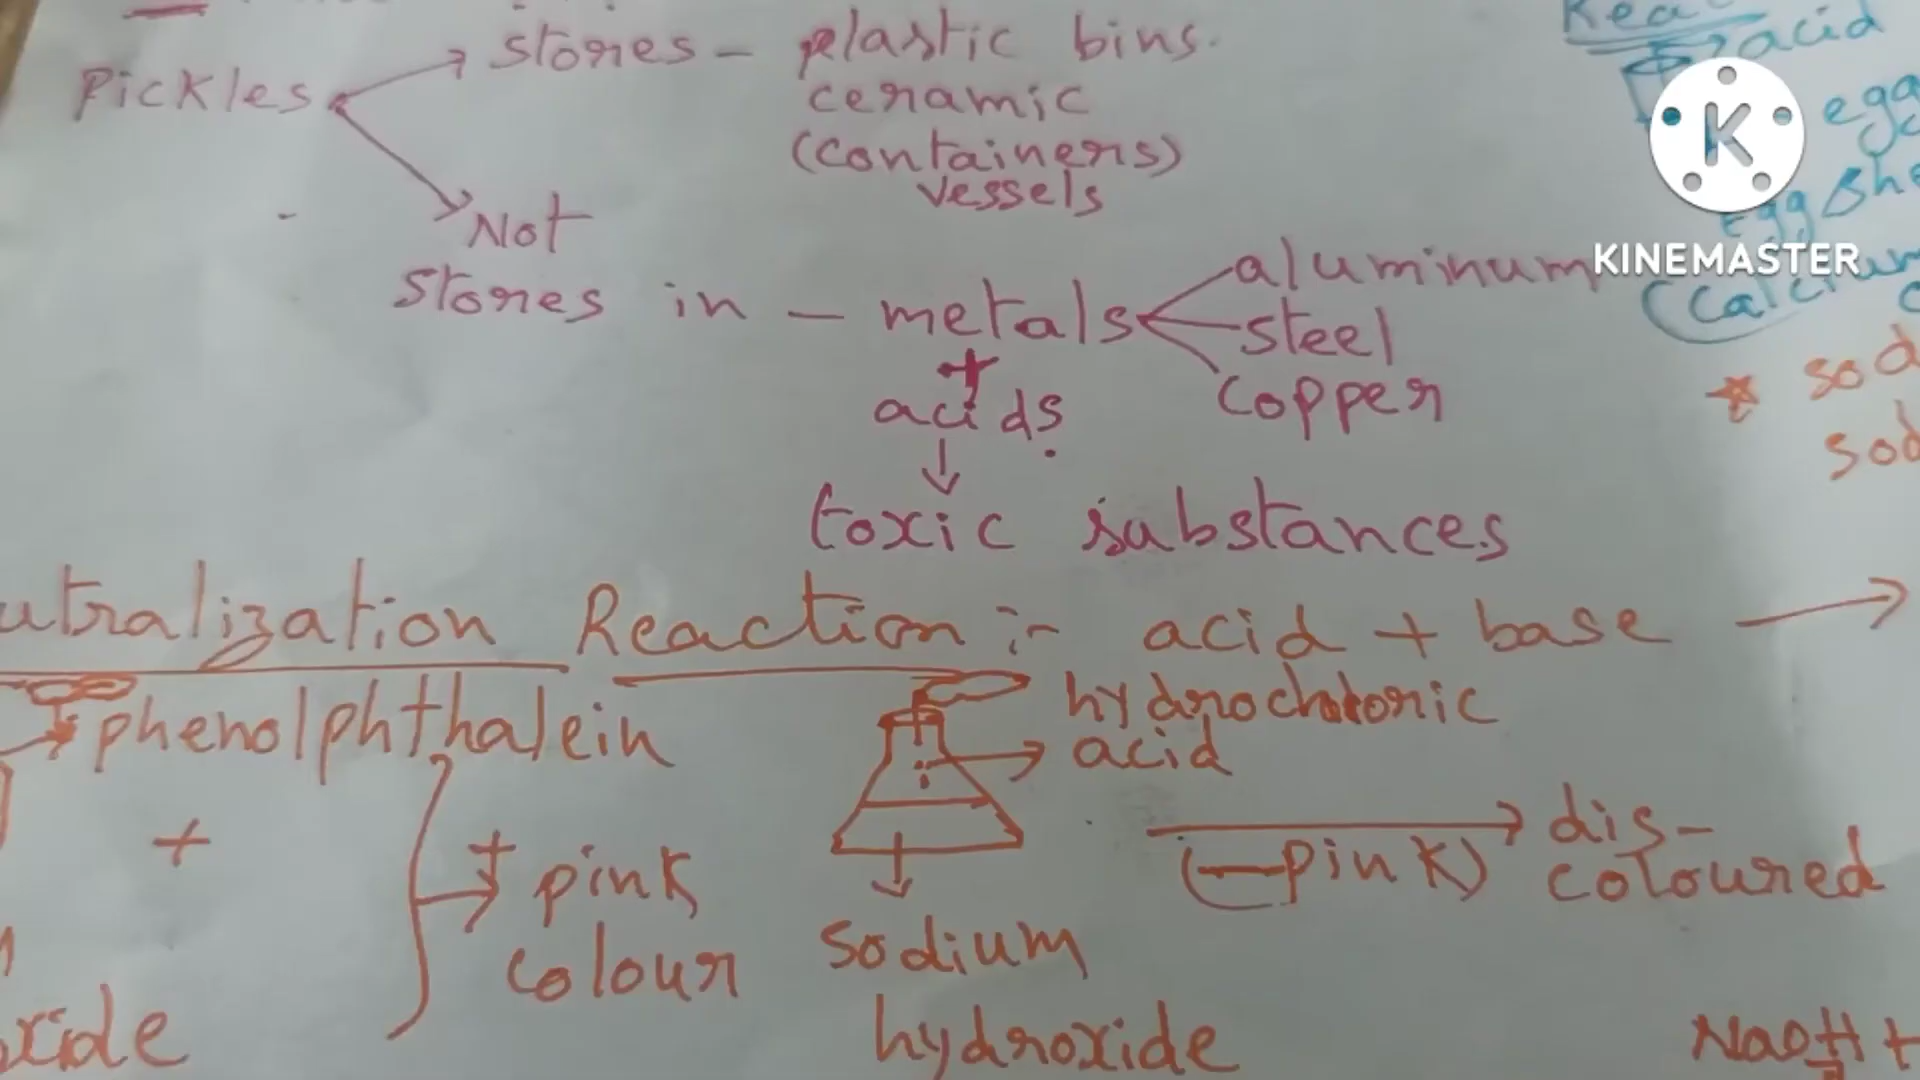 Pickles
stores - plastic bins.
ceramic
(containers)
vessels
Not
stores in - metals
aluminum
steel
copper
+
acids
↓
toxic substances
acid
egg
Egg She
(Calcium
KINEMASTER
sod
sod
utralization Reaction :- acid + base →
phenolphthalein
+
+ pink
colour
xide
hydrochloric
acid
sodium
hydroxide
(-pink)
dis-
coloured
NaOH +